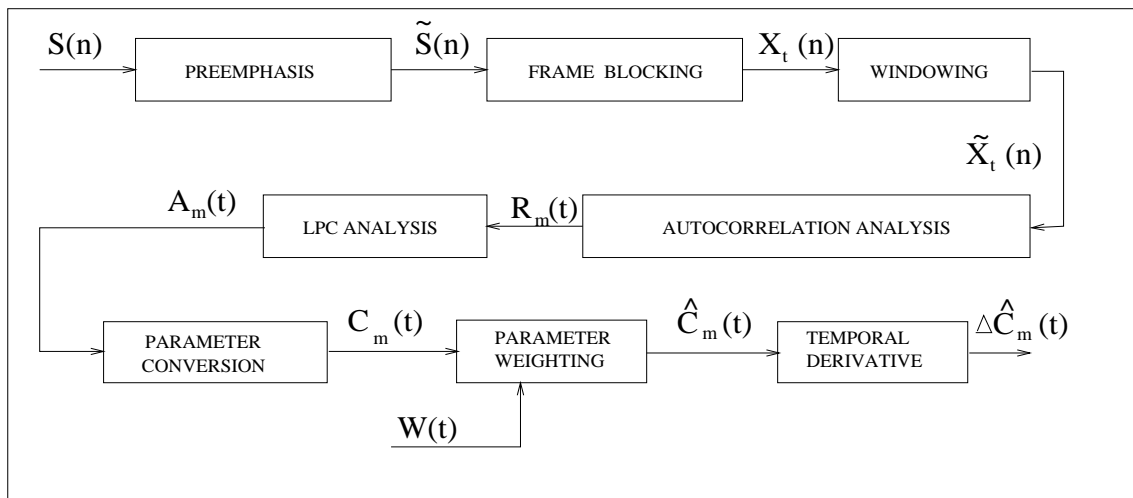 S(n)
PREEMPHASIS
S̃(n)
FRAME BLOCKING
X_t (n)
WINDOWING
X̃_t (n)
AUTOCORRELATION ANALYSIS
R_m(t)
LPC ANALYSIS
A_m(t)
PARAMETER
CONVERSION
C_m (t)
PARAMETER
WEIGHTING
W(t)
Ĉ_m (t)
TEMPORAL
DERIVATIVE
ΔĈ_m (t)